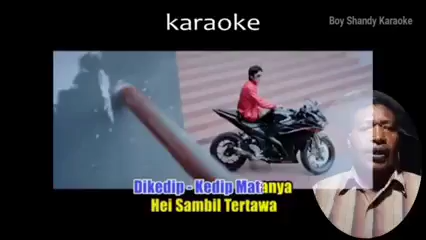 karaoke
Boy Shandy Karaoke
Dikedip - Kedip Matanya
Hei Sambil Tertawa